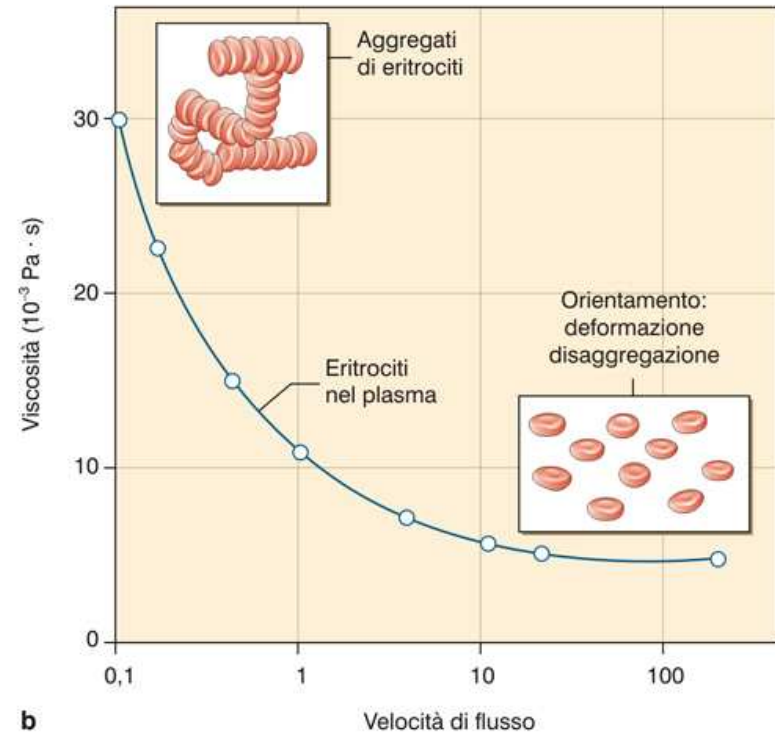 Aggregati
di eritrociti
30
Viscosità (10⁻³ Pa · s)
20
Orientamento:
deformazione
disaggregazione
Eritrociti
nel plasma
10
0
0,1
1
10
100
b
Velocità di flusso